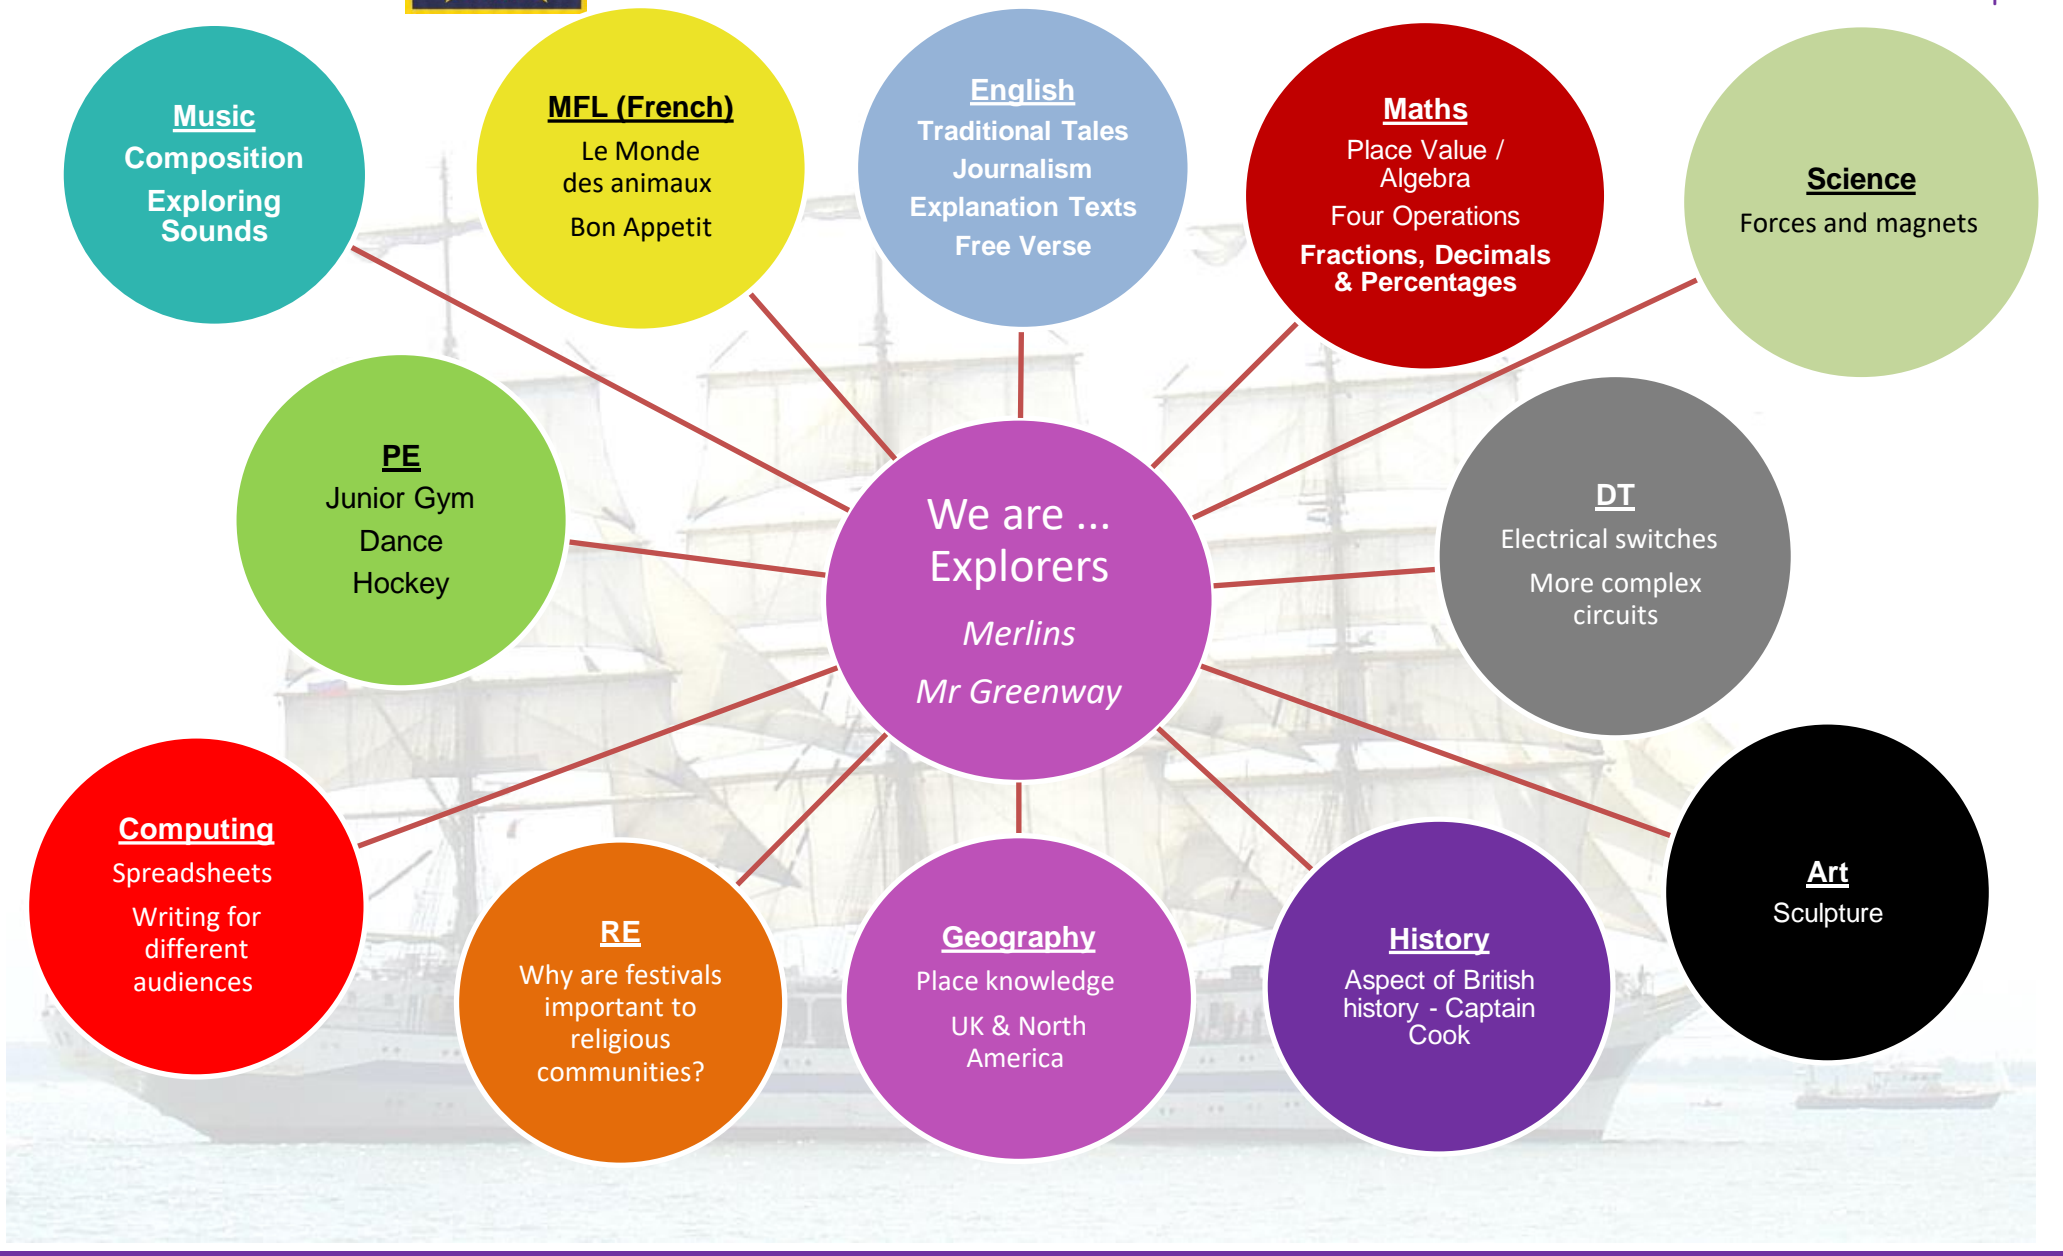 Music
Composition
Exploring
Sounds
MFL (French)
Le Monde
des animaux
Bon Appetit
English
Traditional Tales
Journalism
Explanation Texts
Free Verse
Maths
Place Value /
Algebra
Four Operations
Fractions, Decimals
& Percentages
Science
Forces and magnets
PE
Junior Gym
Dance
Hockey
We are ...
Explorers
Merlins
Mr Greenway
DT
Electrical switches
More complex
circuits
Computing
Spreadsheets
Writing for
different
audiences
RE
Why are festivals
important to
religious
communities?
Geography
Place knowledge
UK & North
America
History
Aspect of British
history - Captain
Cook
Art
Sculpture